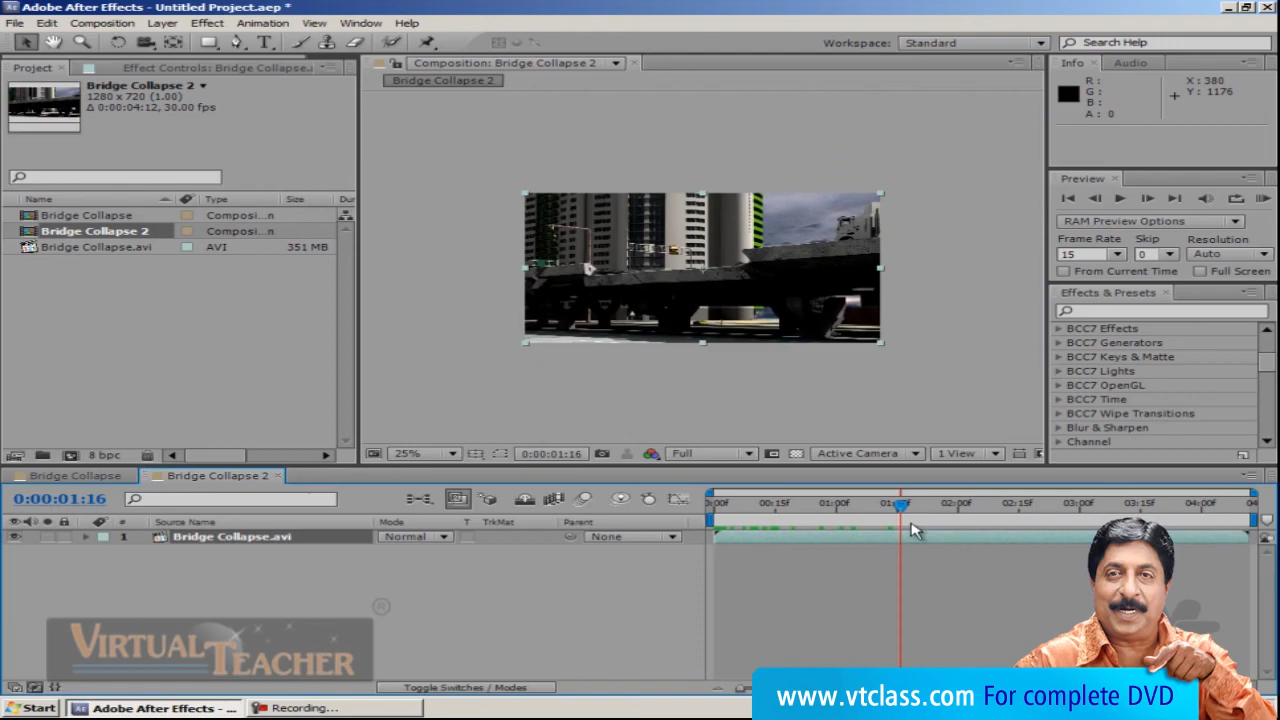 Adobe After Effects - Untitled Project.aep *
File Edit Composition Layer Effect Animation View Window Help
Workspace: Standard
Search Help
Project
Effect Controls: Bridge Collapse.
Bridge Collapse 2
1280 x 720 (1.00)
Δ 0:00:04:12, 30.00 fps
Name Type Size Dur
Bridge Collapse Composi...n
Bridge Collapse 2 Composi...n
Bridge Collapse.avi AVI 351 MB
8 bpc
Composition: Bridge Collapse 2
Bridge Collapse 2
25% 0:00:01:16 Full Active Camera 1 View
Info Audio
R: X: 380
G: Y: 1176
B:
A: 0
Preview
RAM Preview Options
Frame Rate Skip Resolution
15 0 Auto
From Current Time Full Screen
Effects & Presets
BCC7 Effects
BCC7 Generators
BCC7 Keys & Matte
BCC7 Lights
BCC7 OpenGL
BCC7 Time
BCC7 Wipe Transitions
Blur & Sharpen
Channel
Bridge Collapse Bridge Collapse 2
0:00:01:16
:00f 00:15f 01:00f 02:00f 02:15f 03:00f 03:15f 04:00f 04
# Source Name Mode T TrkMat Parent
1 Bridge Collapse.avi Normal None
VIRTUAL TEACHER
®
Toggle Switches / Modes
www.vtclass.com For complete DVD
Start Adobe After Effects - ... Recording...